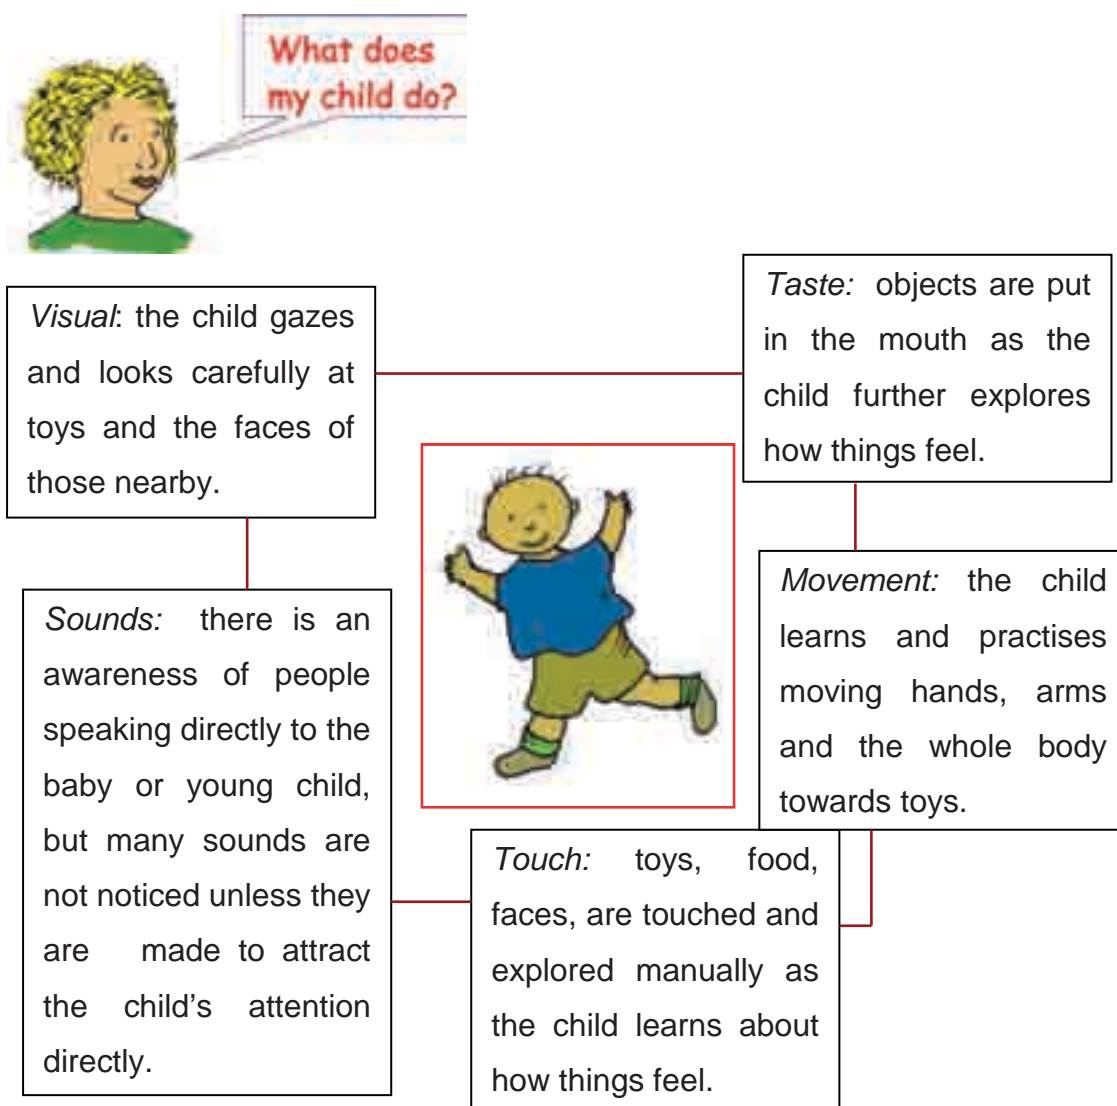 What does
my child do?
Visual: the child gazes
and looks carefully at
toys and the faces of
those nearby.
Taste: objects are put
in the mouth as the
child further explores
how things feel.
Sounds: there is an
awareness of people
speaking directly to the
baby or young child,
but many sounds are
not noticed unless they
are made to attract
the child's attention
directly.
Movement: the child
learns and practises
moving hands, arms
and the whole body
towards toys.
Touch: toys, food,
faces, are touched and
explored manually as
the child learns about
how things feel.